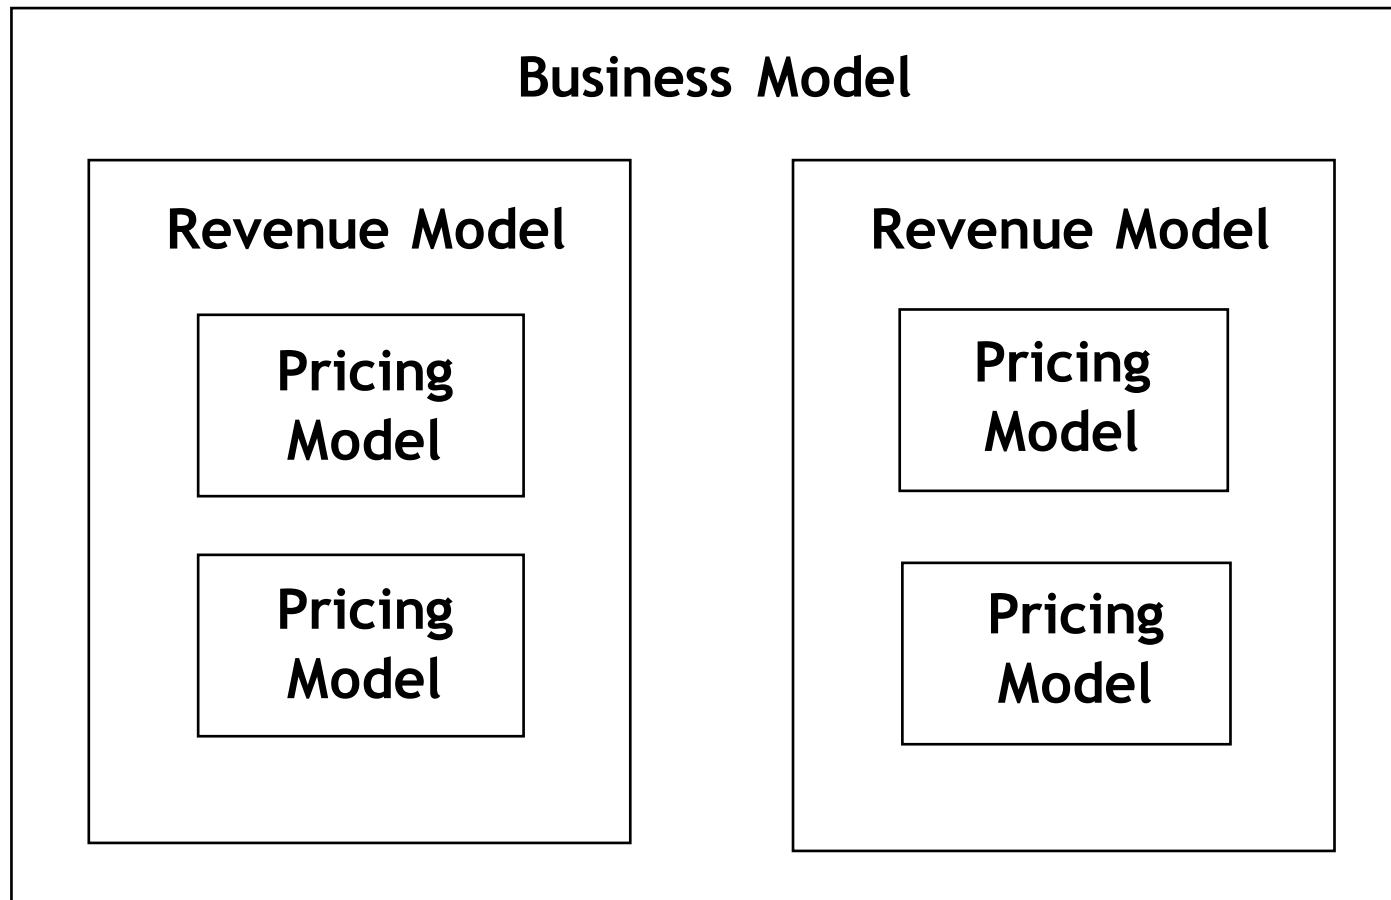 Business Model
Revenue Model
Pricing
Model
Pricing
Model
Revenue Model
Pricing
Model
Pricing
Model